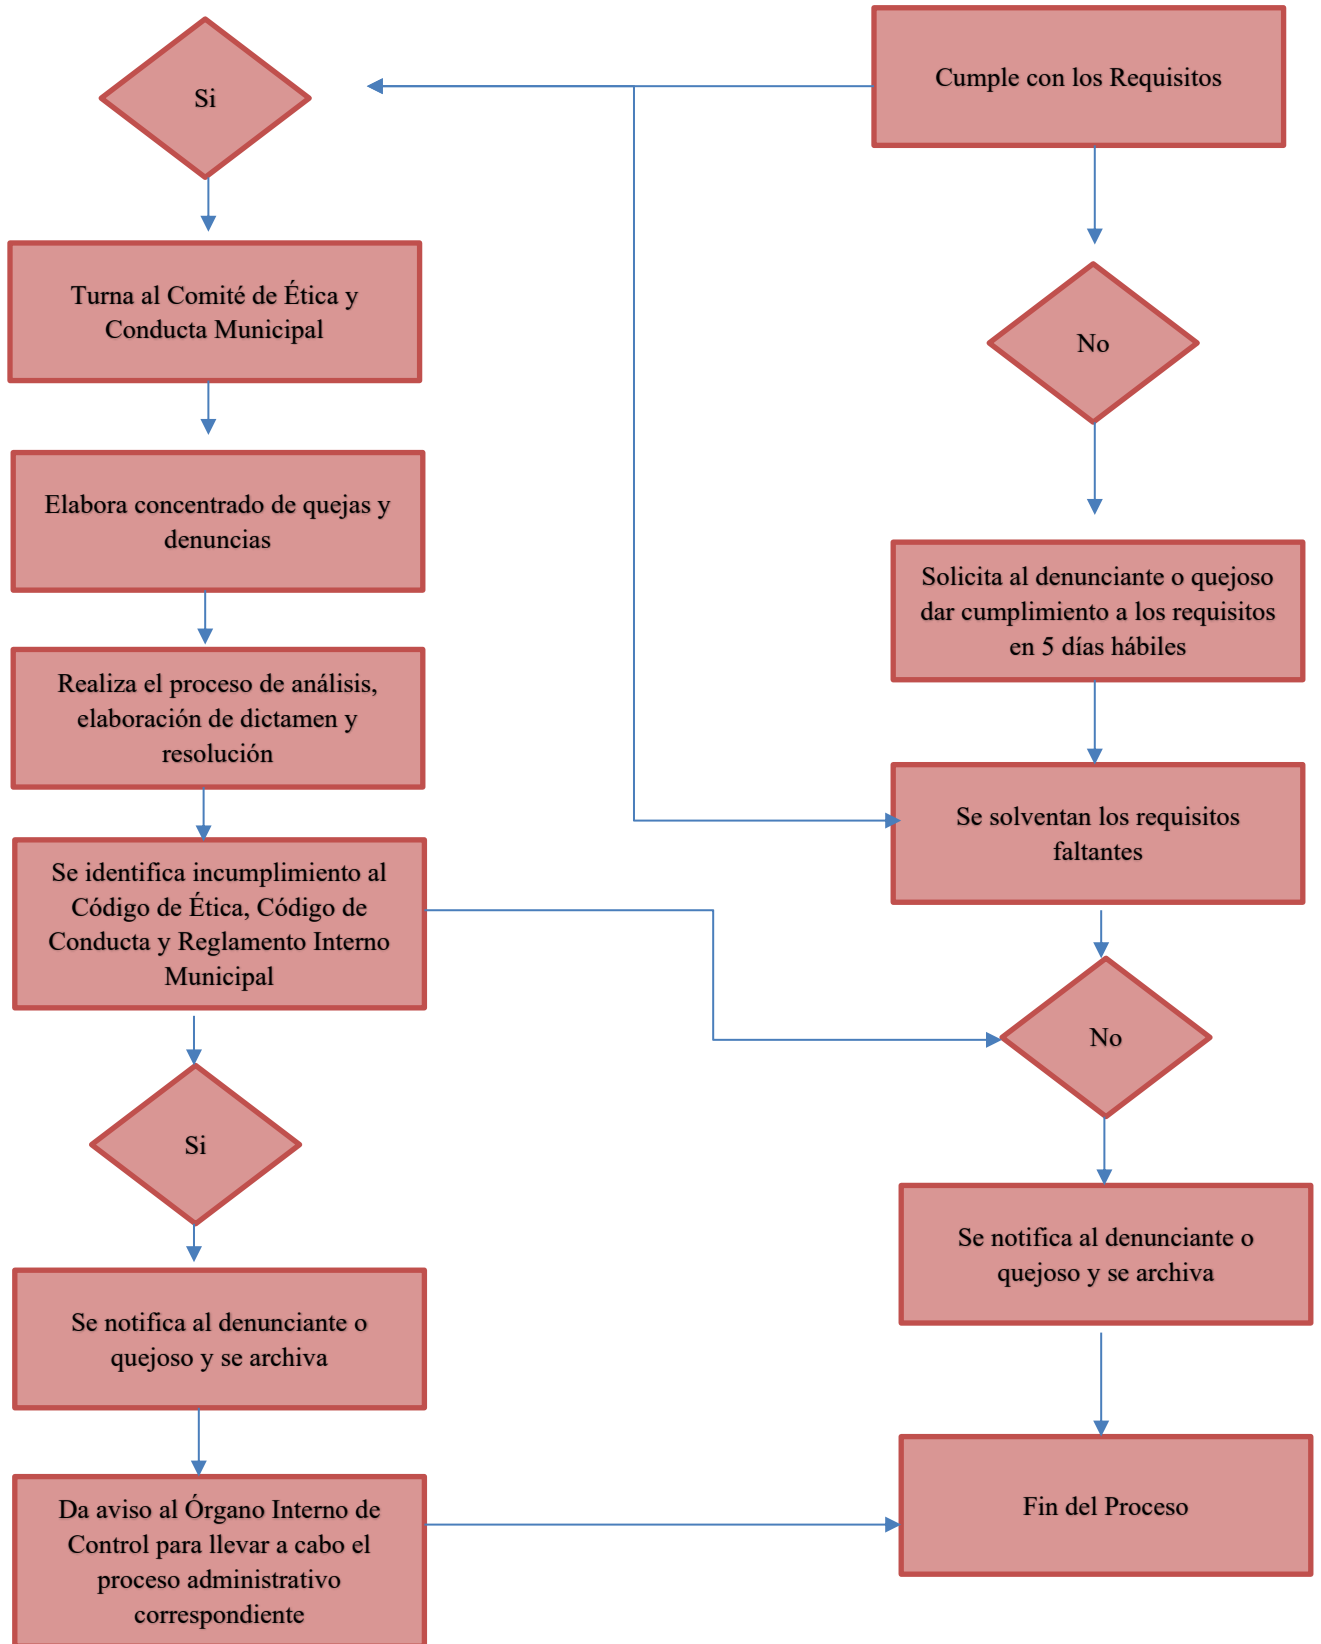 Si
Cumple con los Requisitos
Turna al Comité de Ética y
Conducta Municipal
No
Elabora concentrado de quejas y
denuncias
Solicita al denunciante o quejoso
dar cumplimiento a los requisitos
en 5 días hábiles
Realiza el proceso de análisis,
elaboración de dictamen y
resolución
Se solventan los requisitos
faltantes
Se identifica incumplimiento al
Código de Ética, Código de
Conducta y Reglamento Interno
Municipal
No
Si
Se notifica al denunciante o
quejoso y se archiva
Se notifica al denunciante o
quejoso y se archiva
Da aviso al Órgano Interno de
Control para llevar a cabo el
proceso administrativo
correspondiente
Fin del Proceso